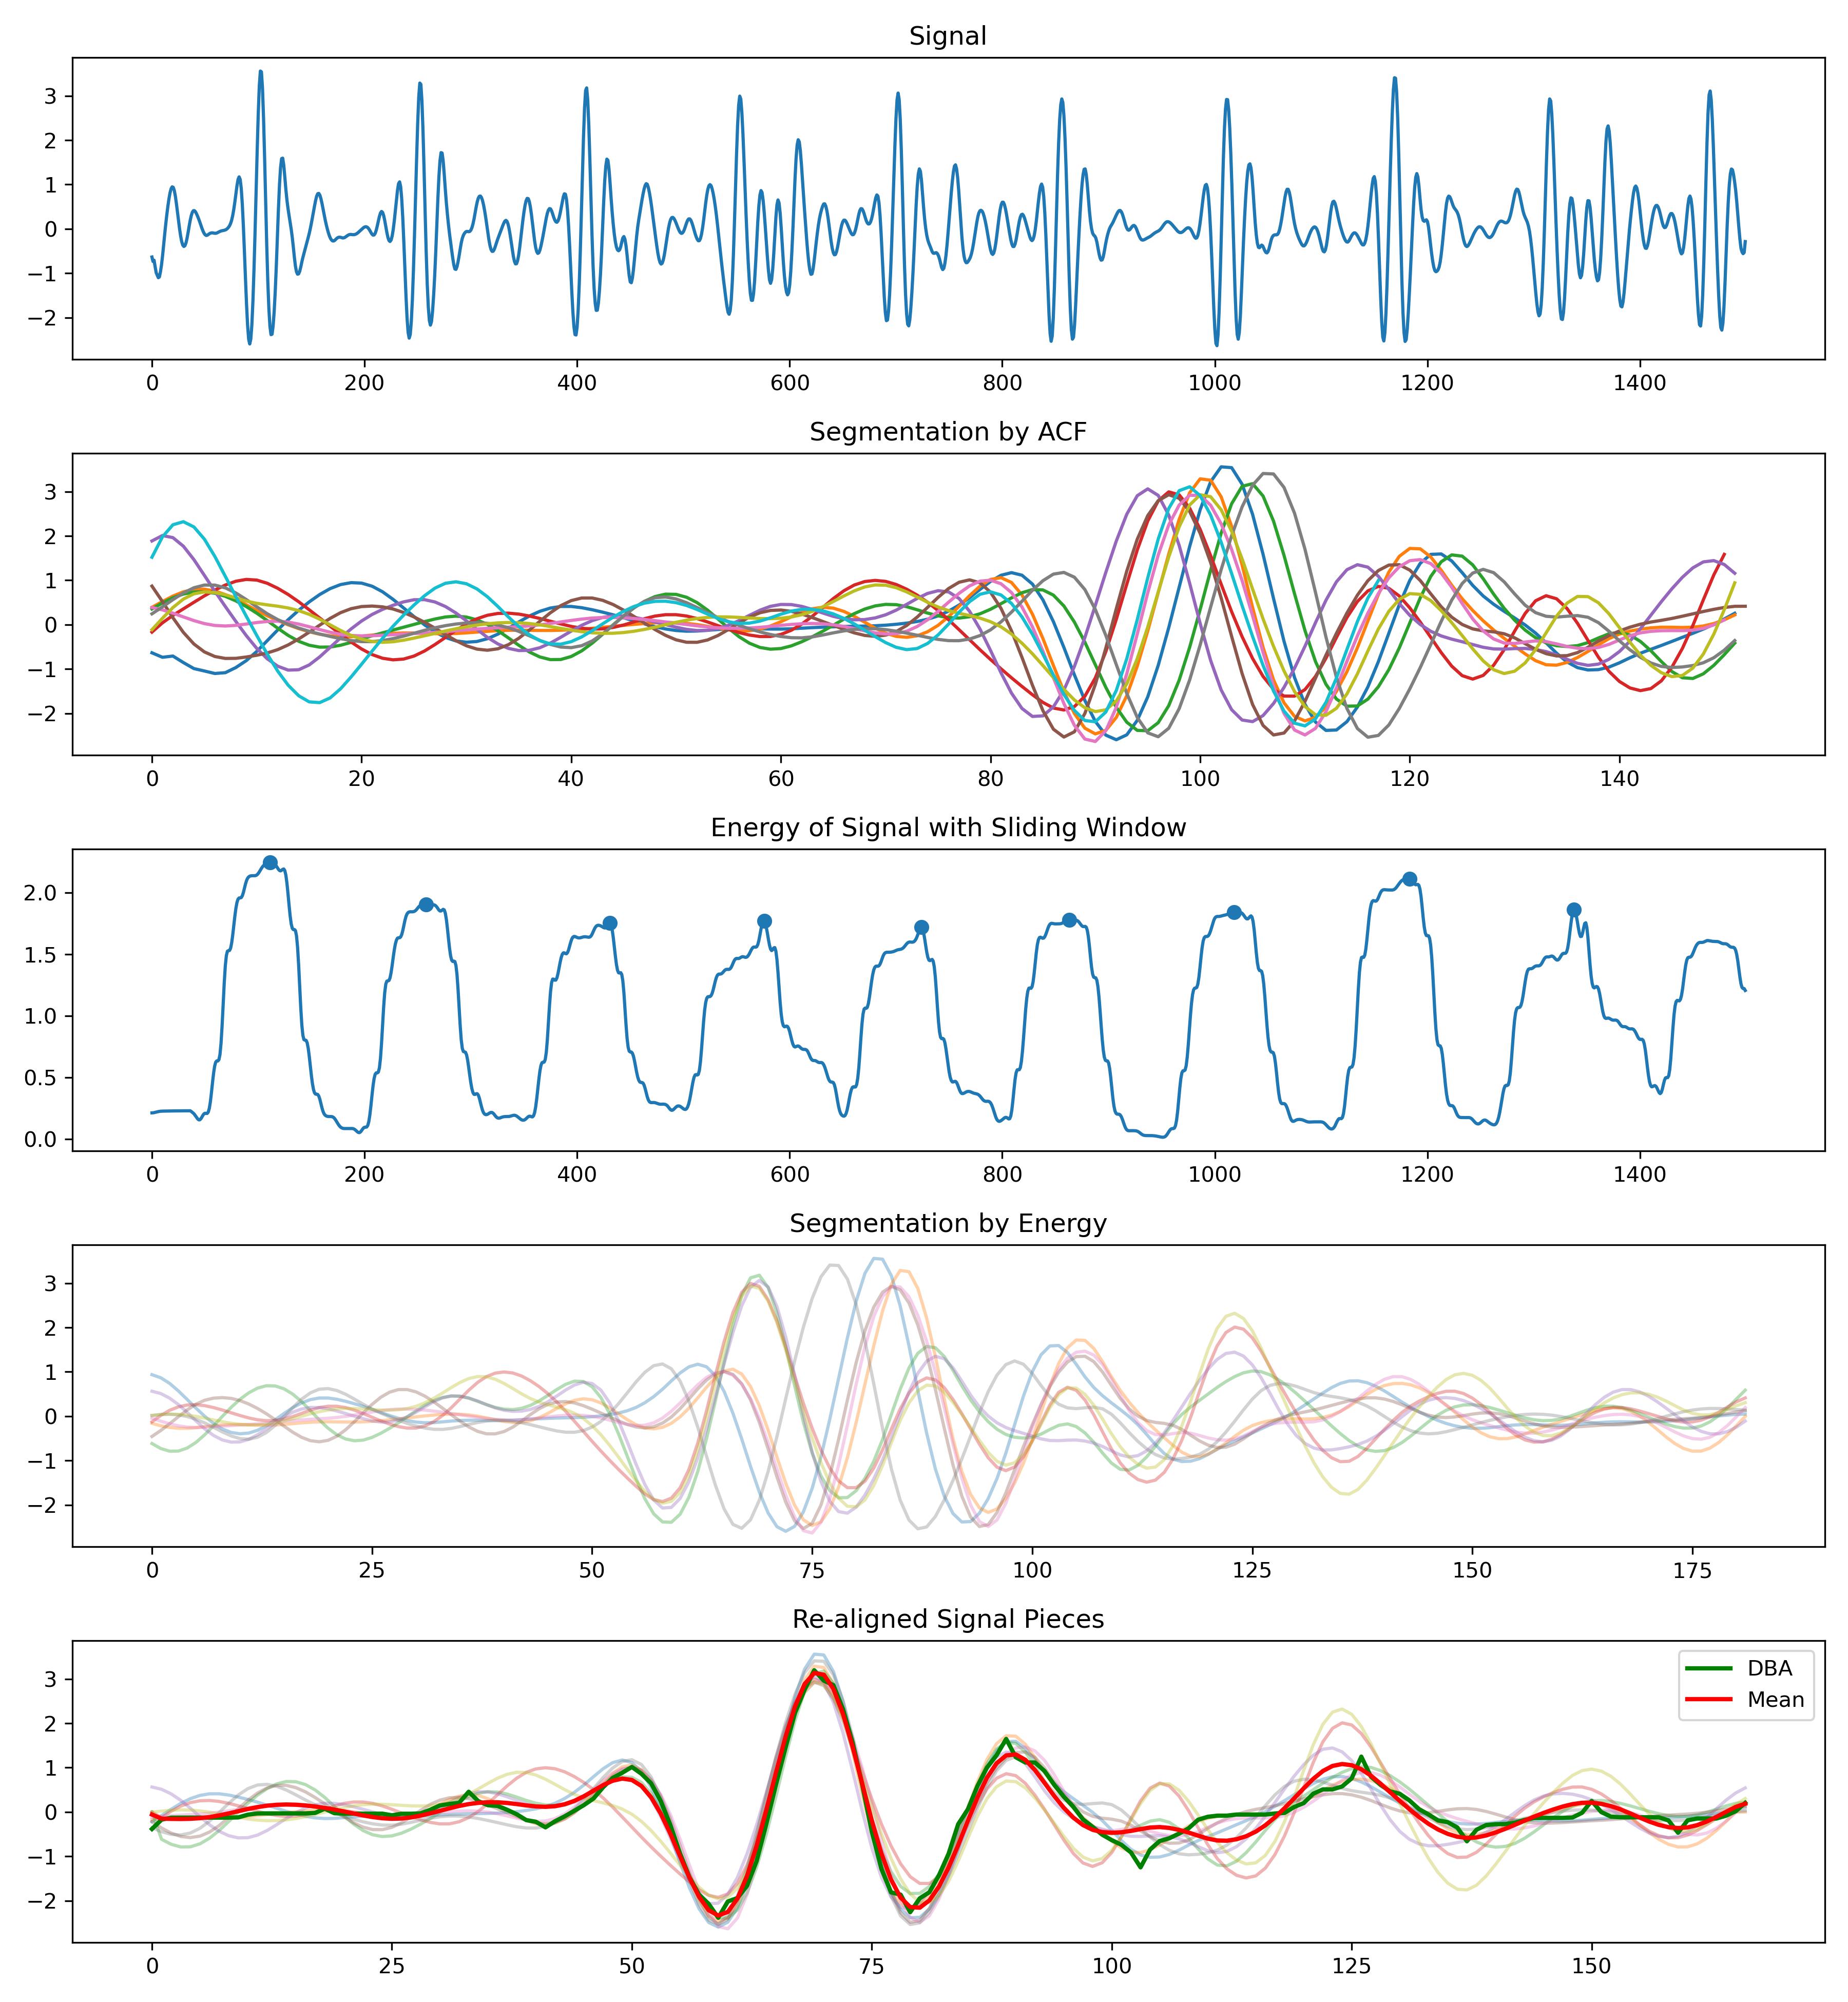 Signal
3
2
1
0
−1
−2
0 200 400 600 800 1000 1200 1400
Segmentation by ACF
3
2
1
0
−1
−2
0 20 40 60 80 100 120 140
Energy of Signal with Sliding Window
2.0
1.5
1.0
0.5
0.0
0 200 400 600 800 1000 1200 1400
Segmentation by Energy
3
2
1
0
−1
−2
0 25 50 75 100 125 150 175
Re-aligned Signal Pieces
DBA
Mean
3
2
1
0
−1
−2
0 25 50 75 100 125 150